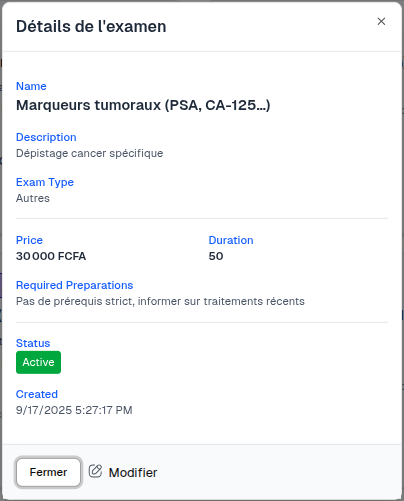 Détails de l'examen
Name
Marqueurs tumoraux (PSA, CA-125...)
Description
Dépistage cancer spécifique
Exam Type
Autres
Price
Duration
30 000 FCFA
50
Required Preparations
Pas de prérequis strict, informer sur traitements récents
Status
Active
Created
9/17/2025 5:27:17 PM
Fermer
Modifier